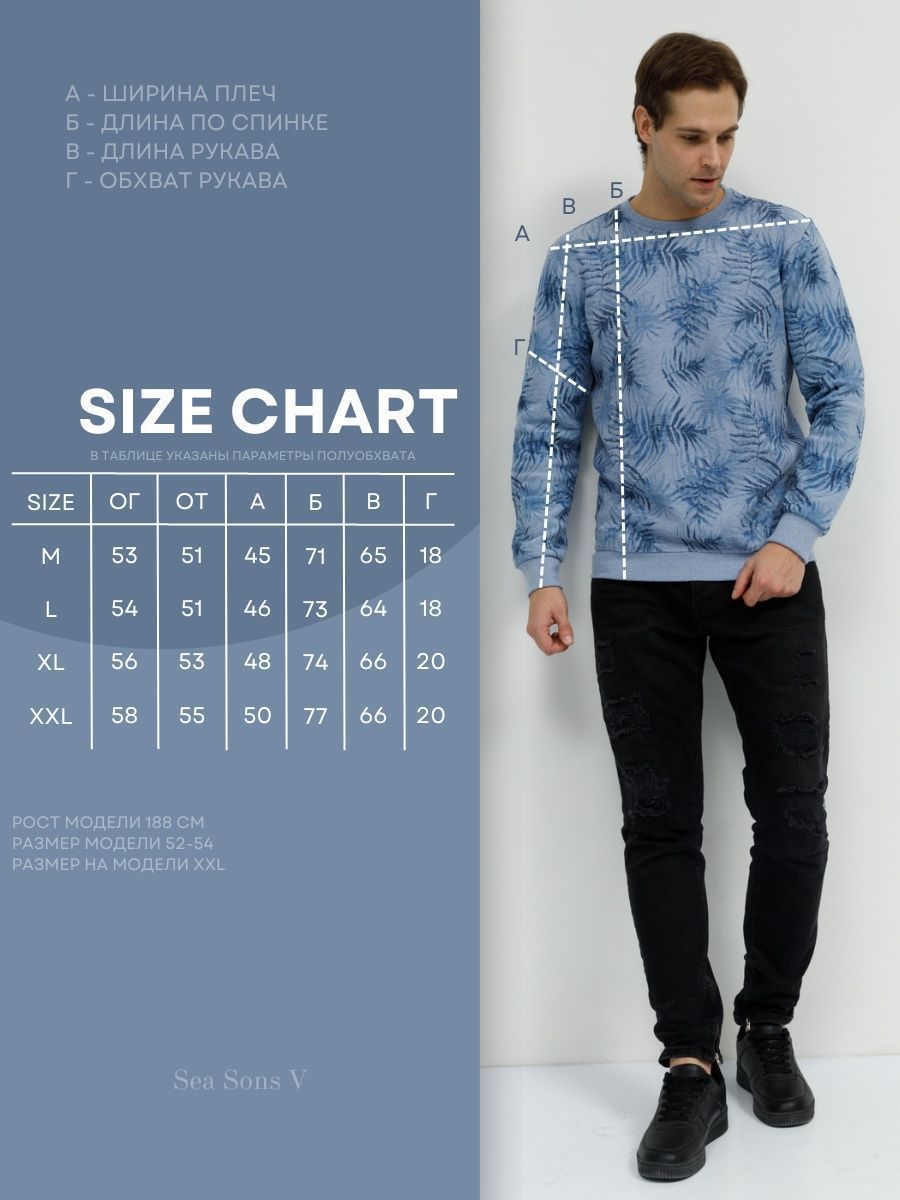 А - ШИРИНА ПЛЕЧ
Б - ДЛИНА ПО СПИНКЕ
В - ДЛИНА РУКАВА
Г - ОБХВАТ РУКАВА
Б
В
А
Г
SIZE CHART
В ТАБЛИЦЕ УКАЗАНЫ ПАРАМЕТРЫ ПОЛУОБХВАТА
SIZE ОГ ОТ А Б В Г
M 53 51 45 71 65 18
L 54 51 46 73 64 18
XL 56 53 48 74 66 20
XXL 58 55 50 77 66 20
РОСТ МОДЕЛИ 188 СМ
РАЗМЕР МОДЕЛИ 52-54
РАЗМЕР НА МОДЕЛИ XXL
Sea Sons V